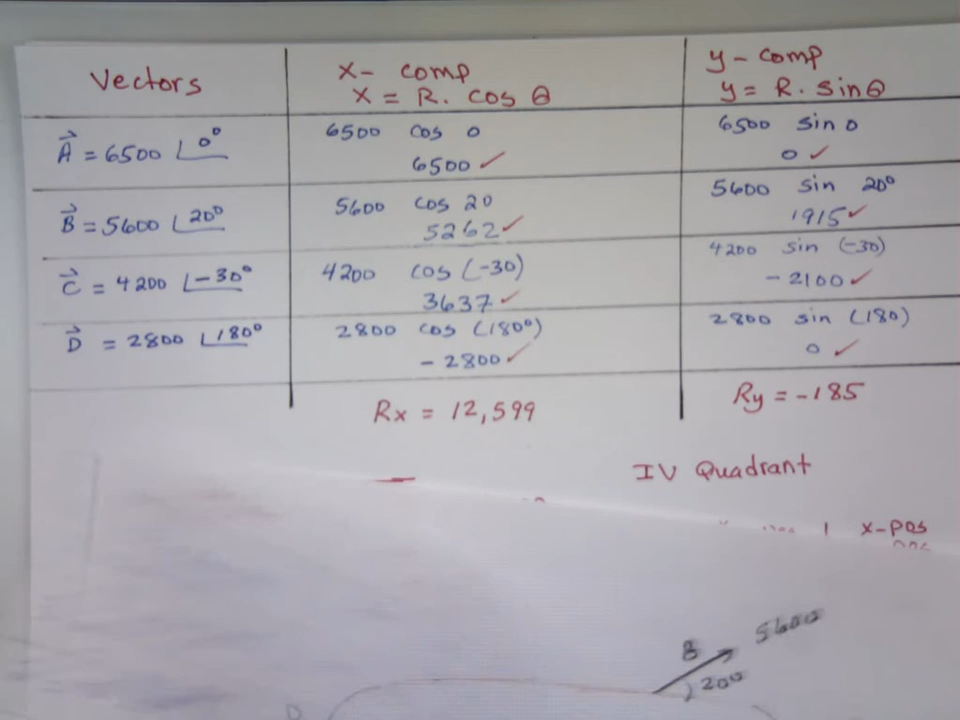 Vectors
x - comp
x = R. cos θ
y - comp
y = R. sinθ
A = 6500 ∠0°
6500 cos 0
6500 ✓
6500 sin 0
0 ✓
B = 5600 ∠20°
5600 cos 20
5262 ✓
5600 sin 20°
1915 ✓
C = 4200 ∠-30°
4200 cos (-30)
3637 ✓
4200 sin (-30)
- 2100 ✓
D = 2800 ∠180°
2800 cos (180°)
- 2800 ✓
2800 sin (180)
0 ✓
Rx = 12,599
Ry = -185
IV Quadrant
x-pos
B
5600
20°